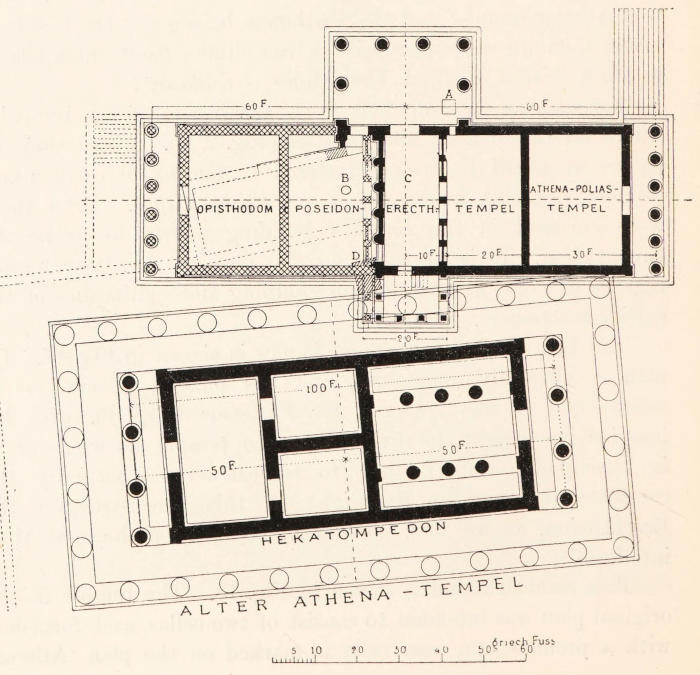 A
60 F.
60 F.
B
C
OPISTHODOM
POSEIDON-
ERECTH-
TEMPEL
ATHENA-POLIAS-
TEMPEL
D
10 F.
20 F.
30 F.
20 F.
100 F.
50 F.
50 F.
HEKATOMPEDON
ALTER ATHENA-TEMPEL
Griech Fuss
5 10 20 30 40 50 60